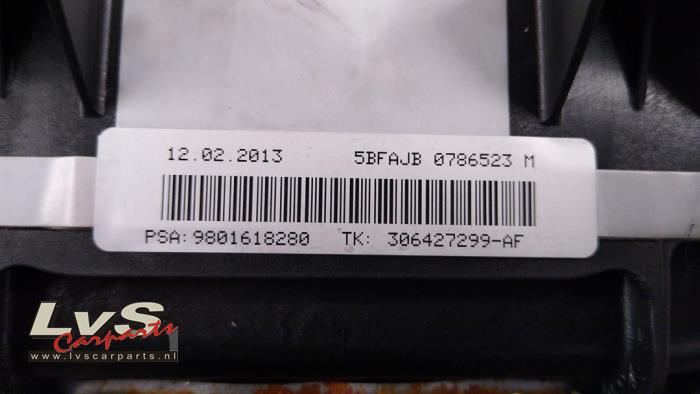 12.02.2013 5BFAJB 0786523 M
PSA: 9801618280 TK: 306427299-AF
LvS
Carparts
www.lvscarparts.nl